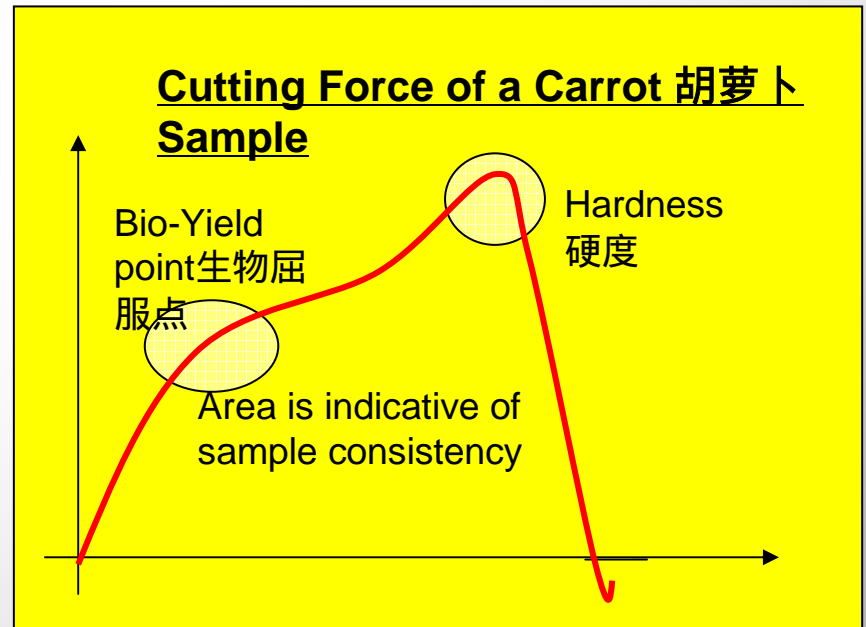 Cutting Force of a Carrot 胡萝卜
Sample
Bio-Yield
point生物屈
服点
Hardness
硬度
Area is indicative of
sample consistency